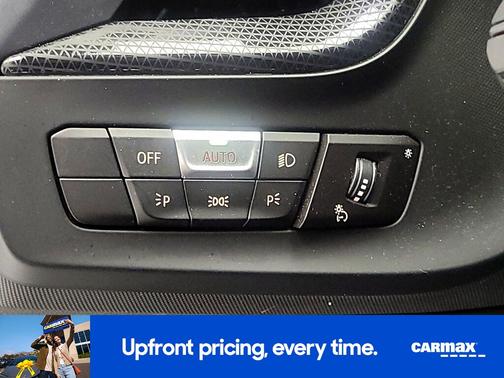 OFF AUTO
P P
Upfront pricing, every time. CARMAX